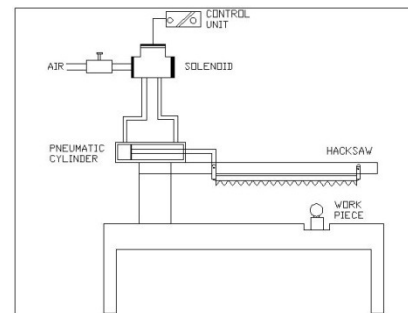 CONTROL
UNIT
AIR
SOLENOID
PNEUMATIC
CYLINDER
HACKSAW
WORK
PIECE